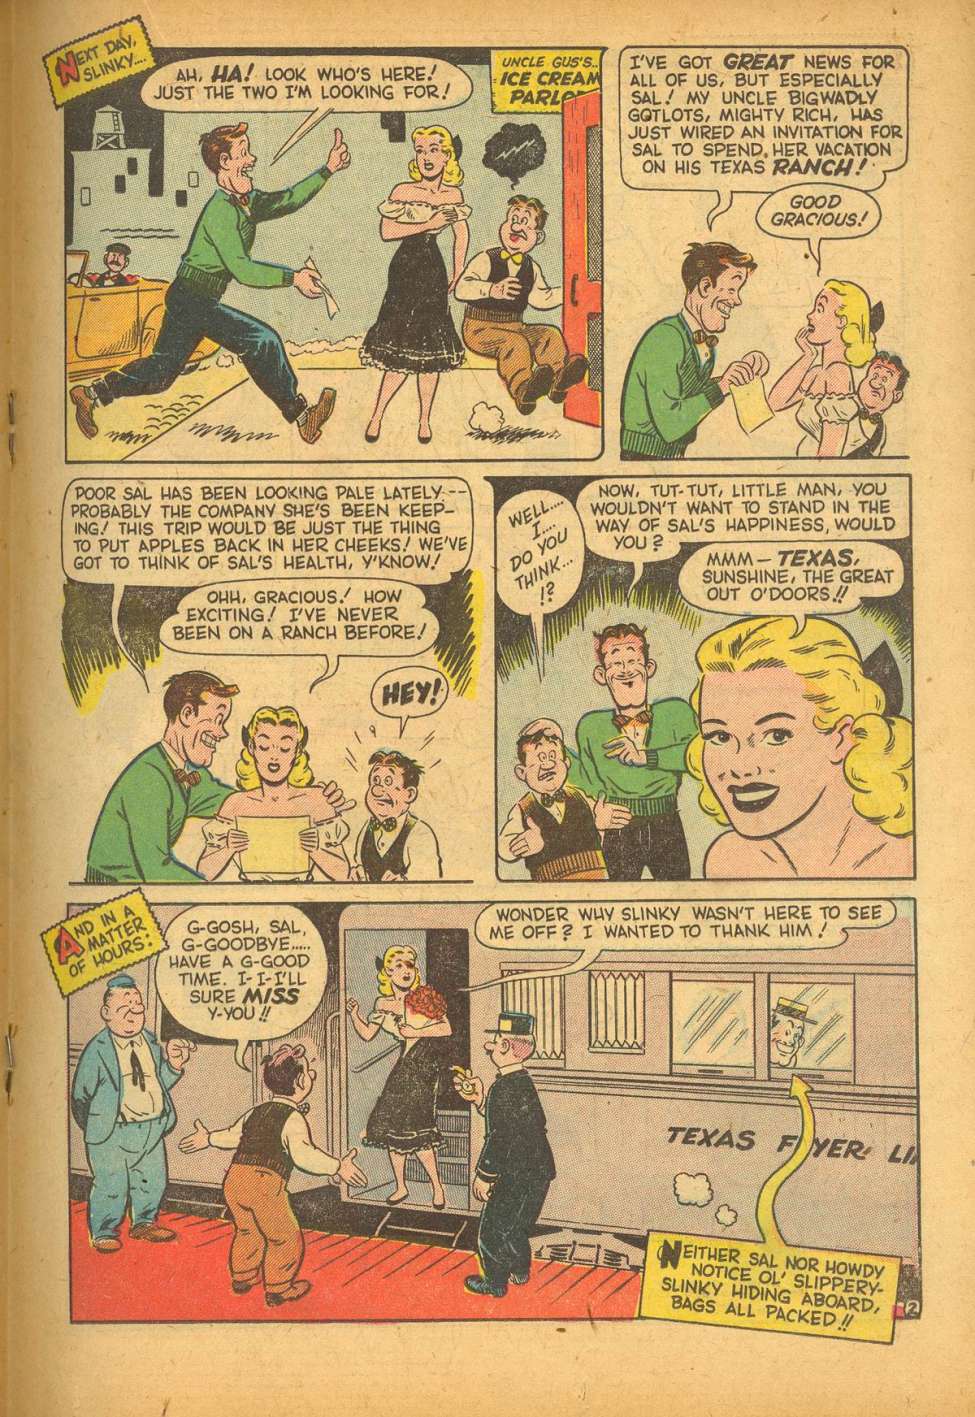 NEXT DAY,
SLINKY....
AH, HA! LOOK WHO'S HERE!
JUST THE TWO I'M LOOKING FOR!
UNCLE GUS'S..
ICE CREAM
PARLOR
I'VE GOT GREAT NEWS FOR
ALL OF US, BUT ESPECIALLY
SAL! MY UNCLE BIGWADLY
GOTLOTS, MIGHTY RICH, HAS
JUST WIRED AN INVITATION FOR
SAL TO SPEND HER VACATION
ON HIS TEXAS RANCH!
GOOD
GRACIOUS!
POOR SAL HAS BEEN LOOKING PALE LATELY --
PROBABLY THE COMPANY SHE'S BEEN KEEP-
ING! THIS TRIP WOULD BE JUST THE THING
TO PUT APPLES BACK IN HER CHEEKS! WE'VE
GOT TO THINK OF SAL'S HEALTH, Y'KNOW!
OHH, GRACIOUS! HOW
EXCITING! I'VE NEVER
BEEN ON A RANCH BEFORE!
HEY!
WELL....
I....
DO YOU
THINK...
!?
NOW, TUT-TUT, LITTLE MAN, YOU
WOULDN'T WANT TO STAND IN THE
WAY OF SAL'S HAPPINESS, WOULD
YOU?
MMM - TEXAS,
SUNSHINE, THE GREAT
OUT O'DOORS!!
AND IN A
MATTER
OF HOURS:
G-GOSH, SAL,
G-GOODBYE.....
HAVE A G-GOOD
TIME. I-I-I'LL
SURE MISS
Y-YOU!!
WONDER WHY SLINKY WASN'T HERE TO SEE
ME OFF? I WANTED TO THANK HIM!
TEXAS F YER LI
NEITHER SAL NOR HOWDY
NOTICE OL' SLIPPERY-
SLINKY HIDING ABOARD,
BAGS ALL PACKED!!
2